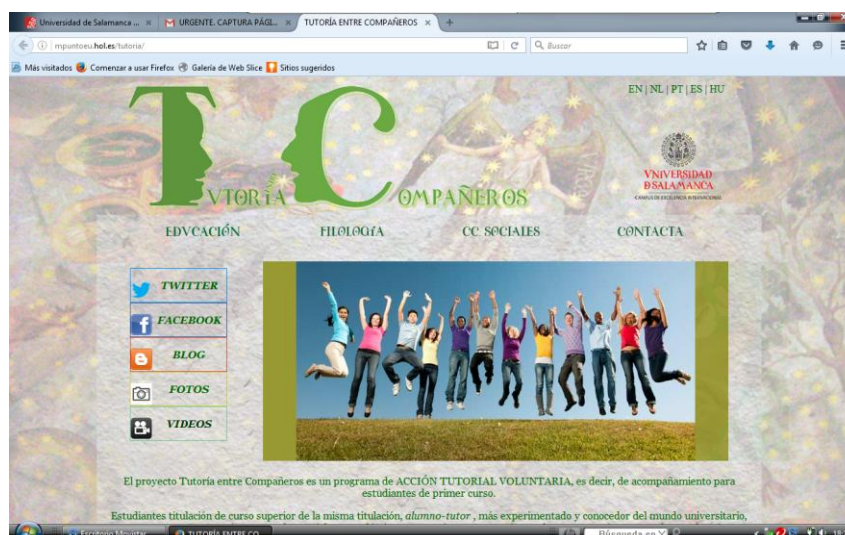 Universidad de Salamanca ...
URGENTE. CAPTURA PÁGI...
TUTORÍA ENTRE COMPAÑEROS
mpuntoeu.hol.es/tutoria/
Buscar
Más visitados
Comenzar a usar Firefox
Galería de Web Slice
Sitios sugeridos
EN | NL | PT | ES | HU
TVTORÍA COMPAÑEROS
VNIVERSIDAD
D SALAMANCA
CAMPUS DE EXCELENCIA INTERNACIONAL
EDVCACIÓN
FILOLOGÍA
CC. SOCIALES
CONTACTA
TWITTER
FACEBOOK
BLOG
FOTOS
VIDEOS
El proyecto Tutoría entre Compañeros es un programa de ACCIÓN TUTORIAL VOLUNTARIA, es decir, de acompañamiento para
estudiantes de primer curso.
Estudiantes titulación de curso superior de la misma titulación, alumno-tutor , más experimentado y conocedor del mundo universitario,
Escritorio Movistar
TUTORÍA ENTRE CO...